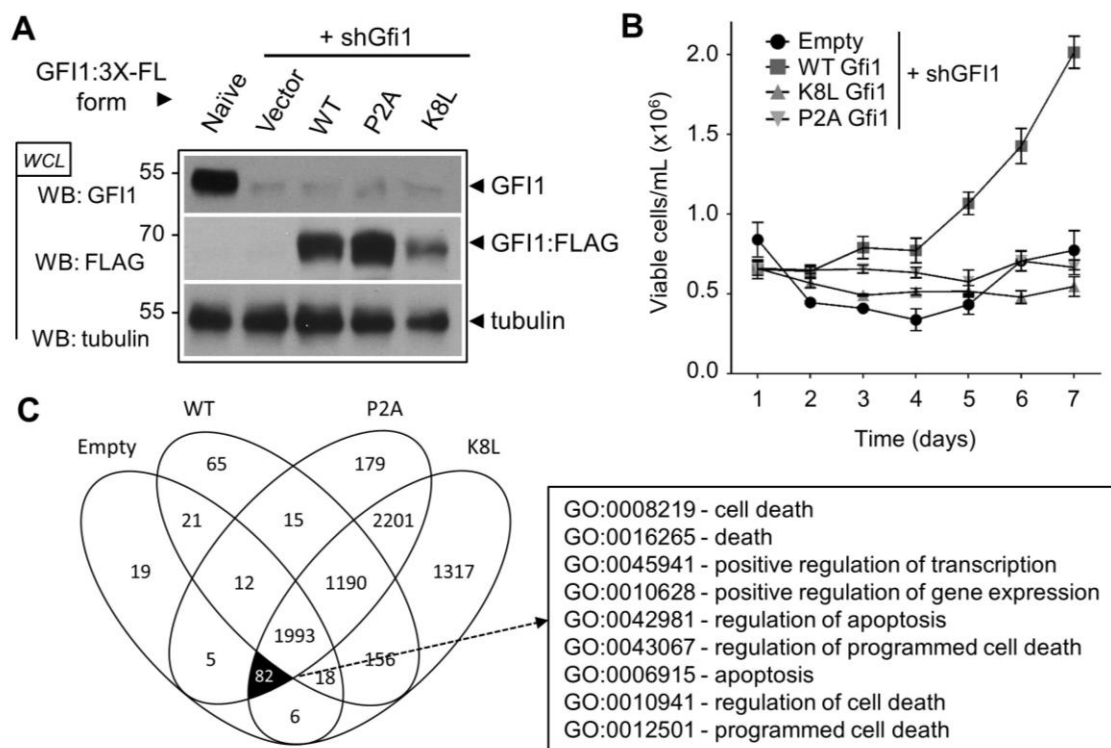 A
+ shGfi1
GFI1:3X-FL
form
Naïve
Vector
WT
P2A
K8L
WCL
WB: GFI1
55
GFI1
WB: FLAG
70
GFI1:FLAG
WB: tubulin
55
tubulin
B
Empty
WT Gfi1
K8L Gfi1
P2A Gfi1
+ shGFI1
Viable cells/mL (x10⁶)
2.0
1.0
0.5
0.0
1 2 3 4 5 6 7
Time (days)
C
WT P2A
Empty K8L
65 179
21 15 2201
19 12 1190 1317
1993
5 82 18 156
6
GO:0008219 - cell death
GO:0016265 - death
GO:0045941 - positive regulation of transcription
GO:0010628 - positive regulation of gene expression
GO:0042981 - regulation of apoptosis
GO:0043067 - regulation of programmed cell death
GO:0006915 - apoptosis
GO:0010941 - regulation of cell death
GO:0012501 - programmed cell death